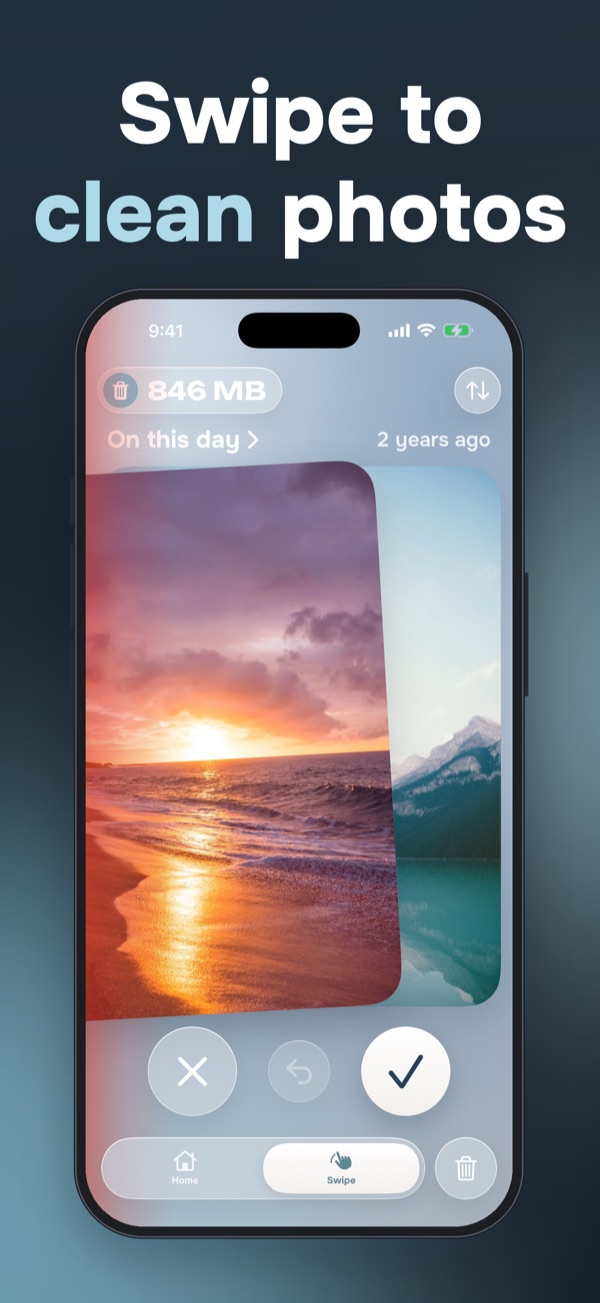 Swipe to
clean photos
9:41
846 MB
On this day
2 years ago
Home
Swipe